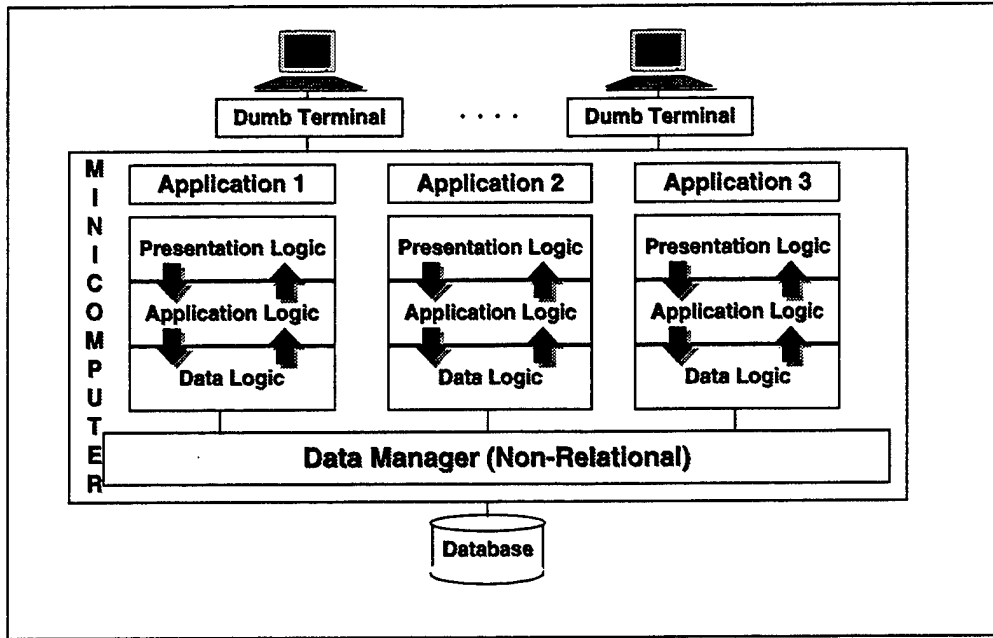 Dumb Terminal
. . . .
Dumb Terminal
MINICOMPUTER
Application 1
Application 2
Application 3
Presentation Logic
Application Logic
Data Logic
Presentation Logic
Application Logic
Data Logic
Presentation Logic
Application Logic
Data Logic
Data Manager (Non-Relational)
Database